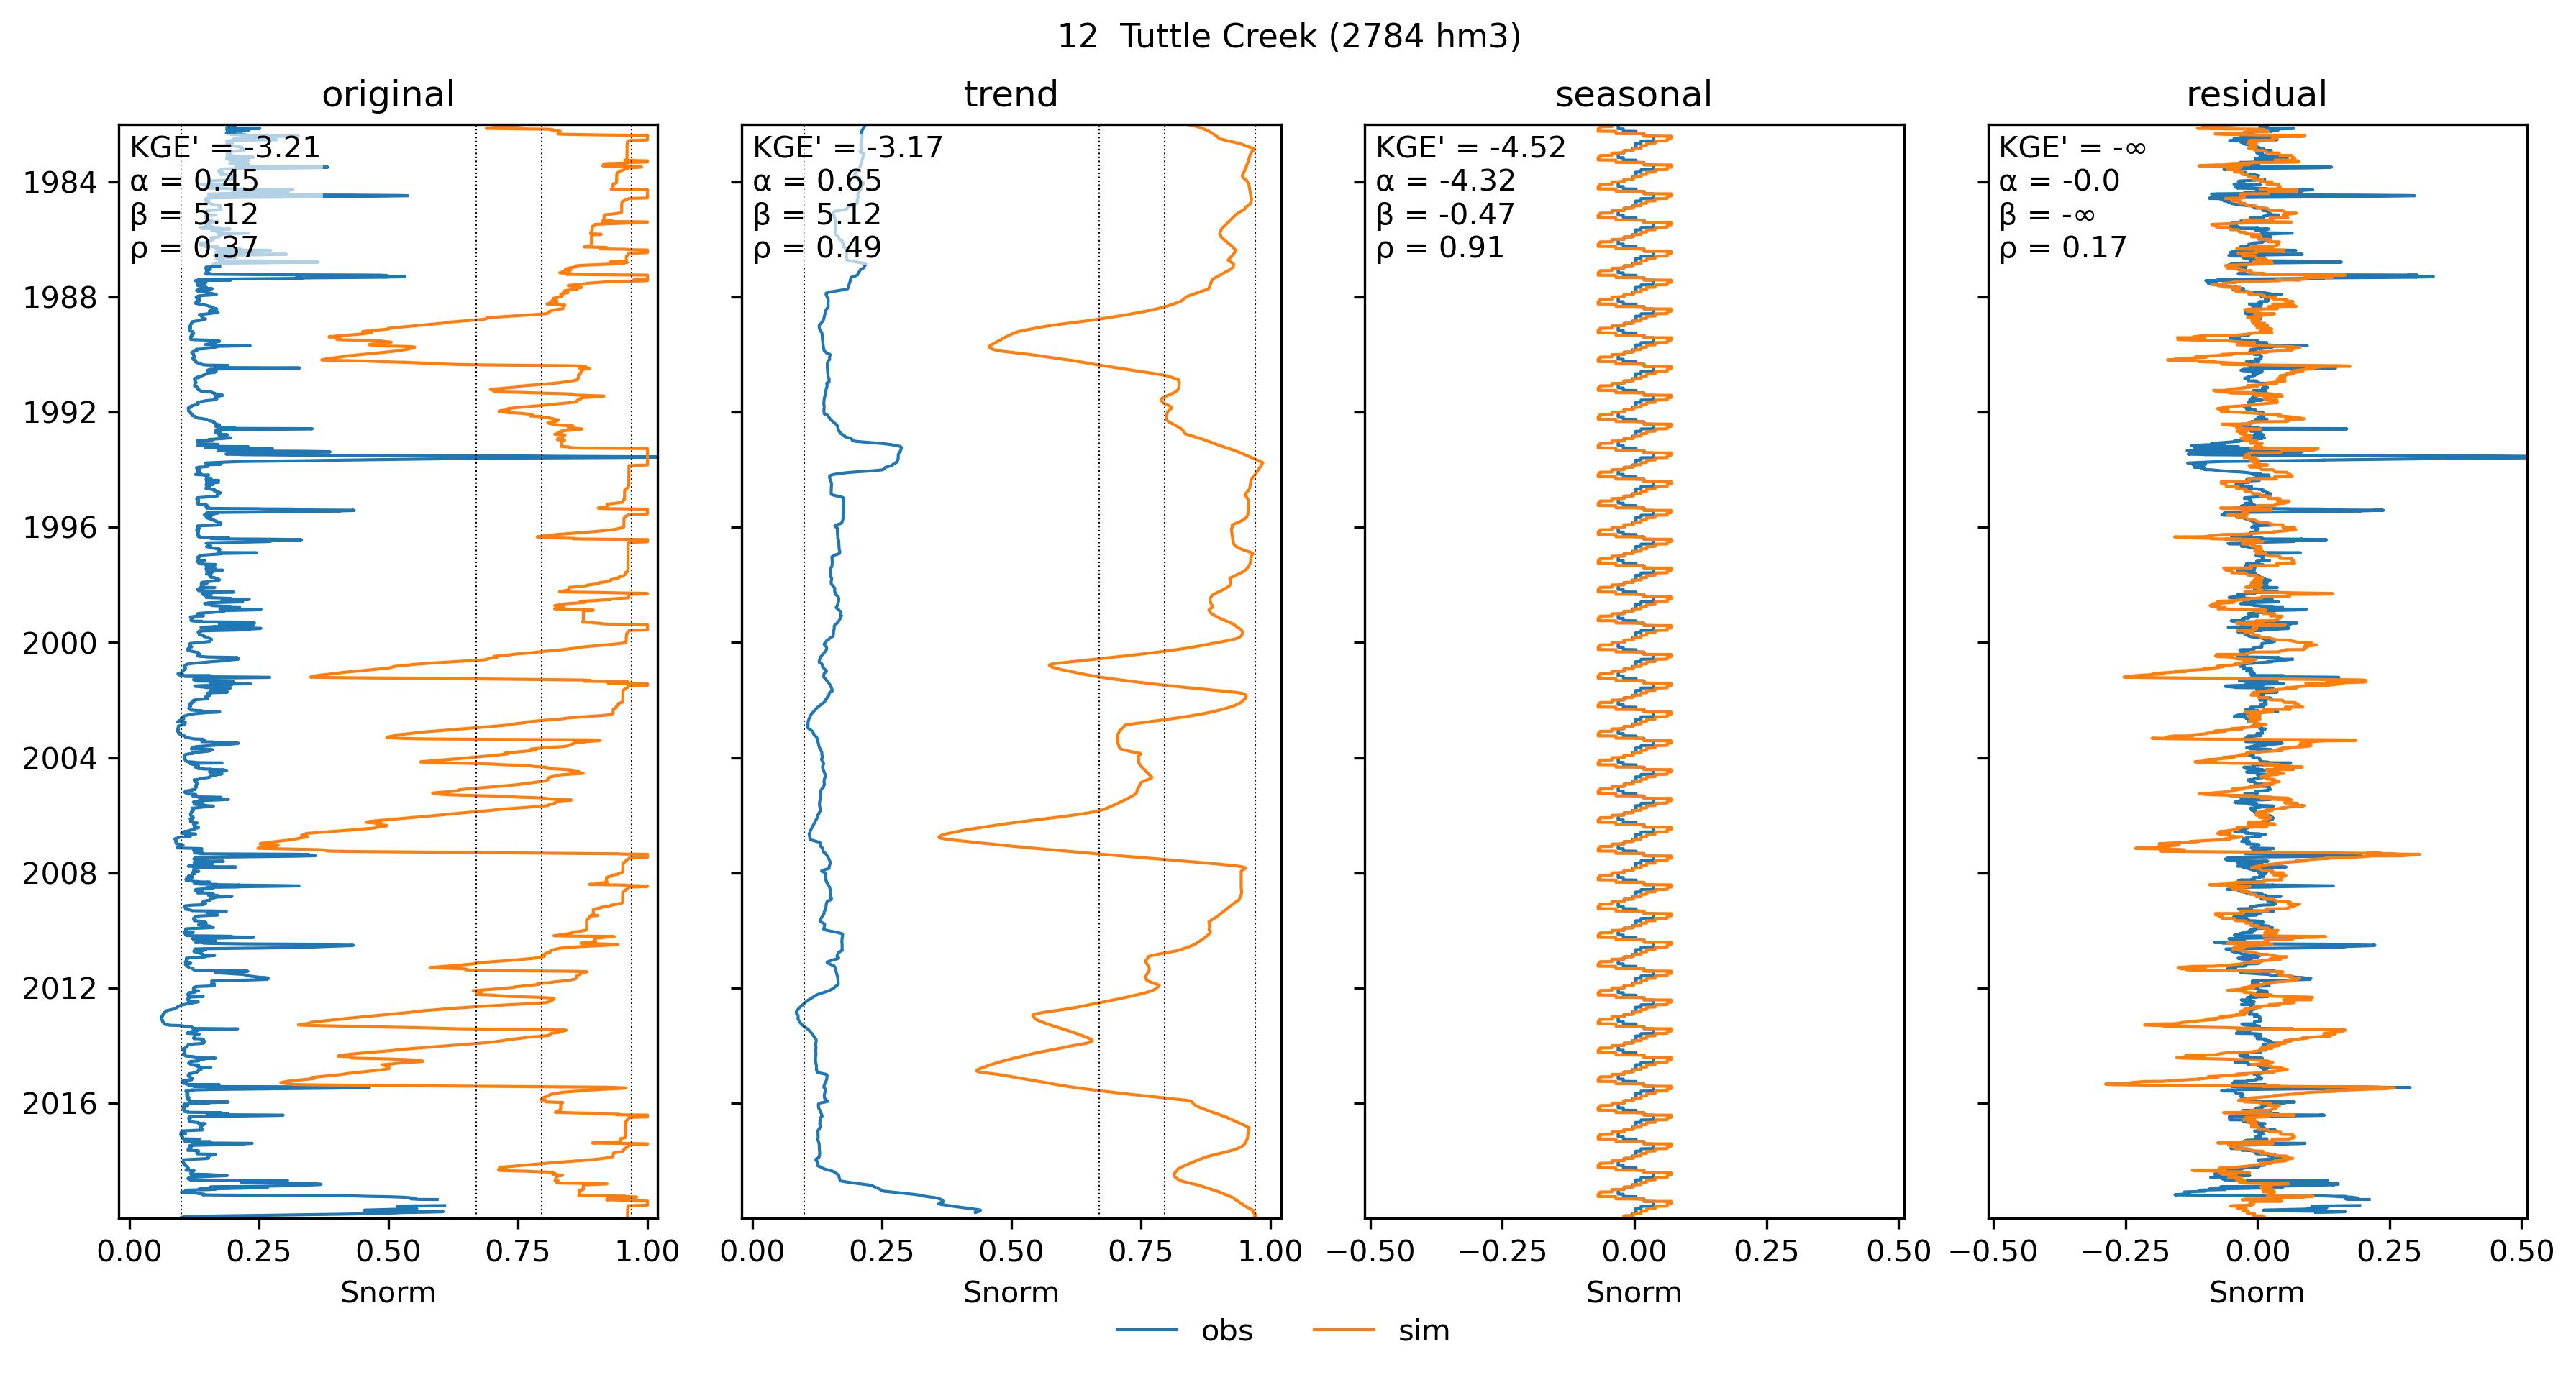 12  Tuttle Creek (2784 hm3)
original
trend
seasonal
residual
KGE' = -3.21
α = 0.45
β = 5.12
ρ = 0.37
KGE' = -3.17
α = 0.65
β = 5.12
ρ = 0.49
KGE' = -4.52
α = -4.32
β = -0.47
ρ = 0.91
KGE' = -∞
α = -0.0
β = -∞
ρ = 0.17
1984
1988
1992
1996
2000
2004
2008
2012
2016
0.00 0.25 0.50 0.75 1.00
0.00 0.25 0.50 0.75 1.00
−0.50 −0.25 0.00 0.25 0.50
−0.50 −0.25 0.00 0.25 0.50
Snorm
Snorm
Snorm
Snorm
obs
sim